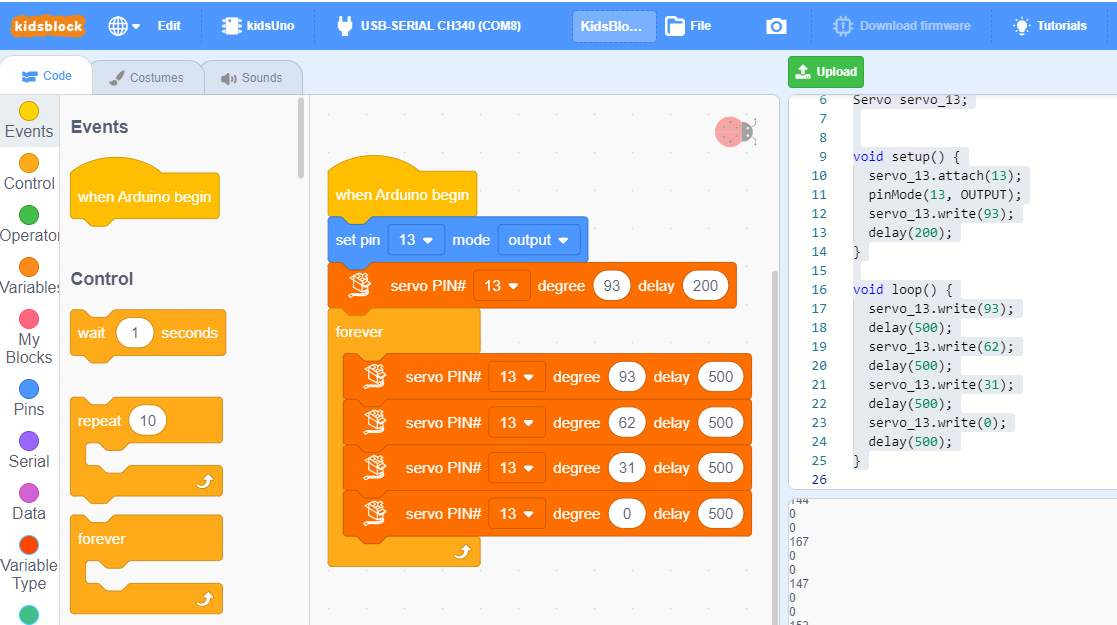 kidsblock Edit kidsUno USB-SERIAL CH340 (COM8) KidsBlo... File Download firmware Tutorials
Code Costumes Sounds
Upload
Events
Control
Operator
Variables
My
Blocks
Pins
Serial
Data
Variable
Type
Events
when Arduino begin
Control
wait 1 seconds
repeat 10
forever
when Arduino begin
set pin 13 mode output
servo PIN# 13 degree 93 delay 200
forever
servo PIN# 13 degree 93 delay 500
servo PIN# 13 degree 62 delay 500
servo PIN# 13 degree 31 delay 500
servo PIN# 13 degree 0 delay 500
6 Servo servo_13;
7
8
9 void setup() {
10 servo_13.attach(13);
11 pinMode(13, OUTPUT);
12 servo_13.write(93);
13 delay(200);
14 }
15
16 void loop() {
17 servo_13.write(93);
18 delay(500);
19 servo_13.write(62);
20 delay(500);
21 servo_13.write(31);
22 delay(500);
23 servo_13.write(0);
24 delay(500);
25 }
26
144
0
0
167
0
0
147
0
0